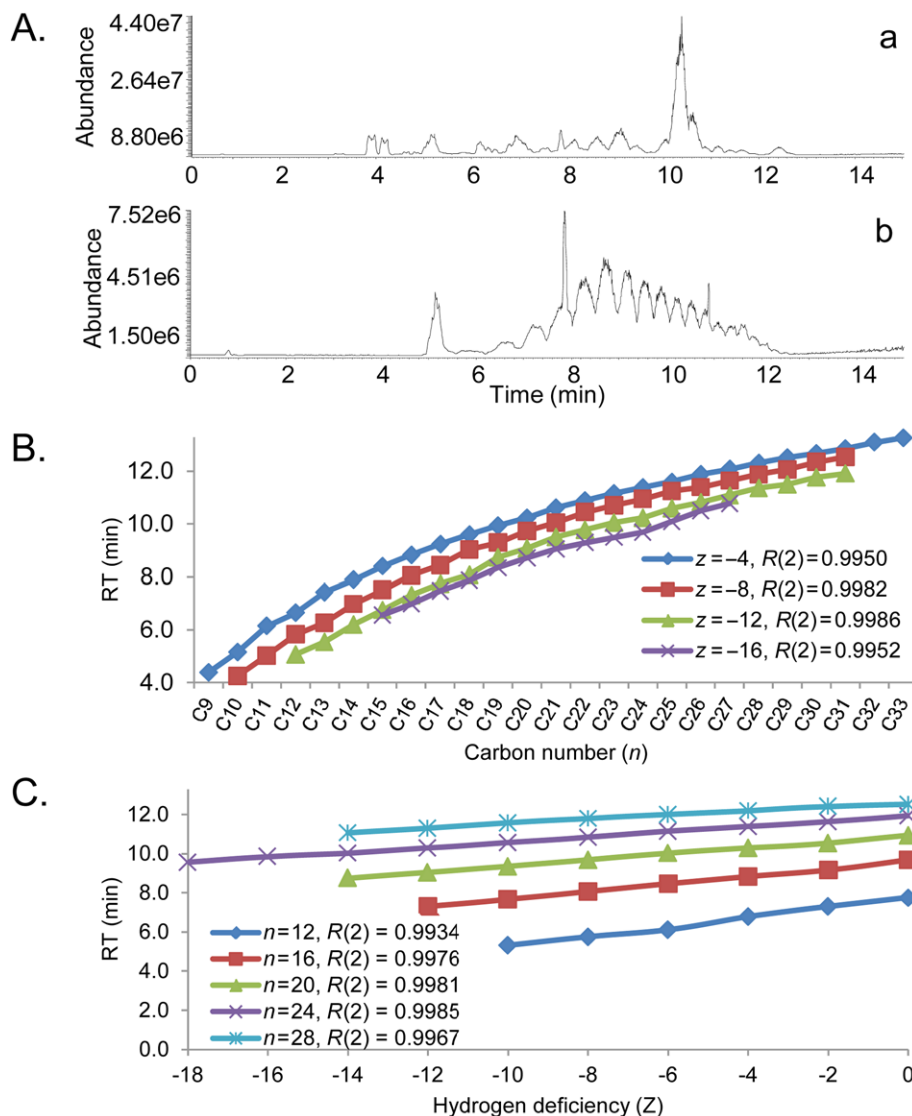 A.
a
4.40e7
2.64e7
8.80e6
Abundance
0 2 4 6 8 10 12 14
b
7.52e6
4.51e6
1.50e6
Abundance
0 2 4 6 8 10 12 14
Time (min)
B.
12.0
10.0
8.0
6.0
4.0
RT (min)
z=−4, R(2)=0.9950
z=−8, R(2)=0.9982
z=−12, R(2)=0.9986
z=−16, R(2)=0.9952
C9 C10 C11 C12 C13 C14 C15 C16 C17 C18 C19 C20 C21 C22 C23 C24 C25 C26 C27 C28 C29 C30 C31 C32 C33
Carbon number (n)
C.
12.0
10.0
8.0
6.0
4.0
2.0
0.0
RT (min)
n=12, R(2) = 0.9934
n=16, R(2) = 0.9976
n=20, R(2) = 0.9981
n=24, R(2) = 0.9985
n=28, R(2) = 0.9967
-18 -16 -14 -12 -10 -8 -6 -4 -2 0
Hydrogen deficiency (Z)